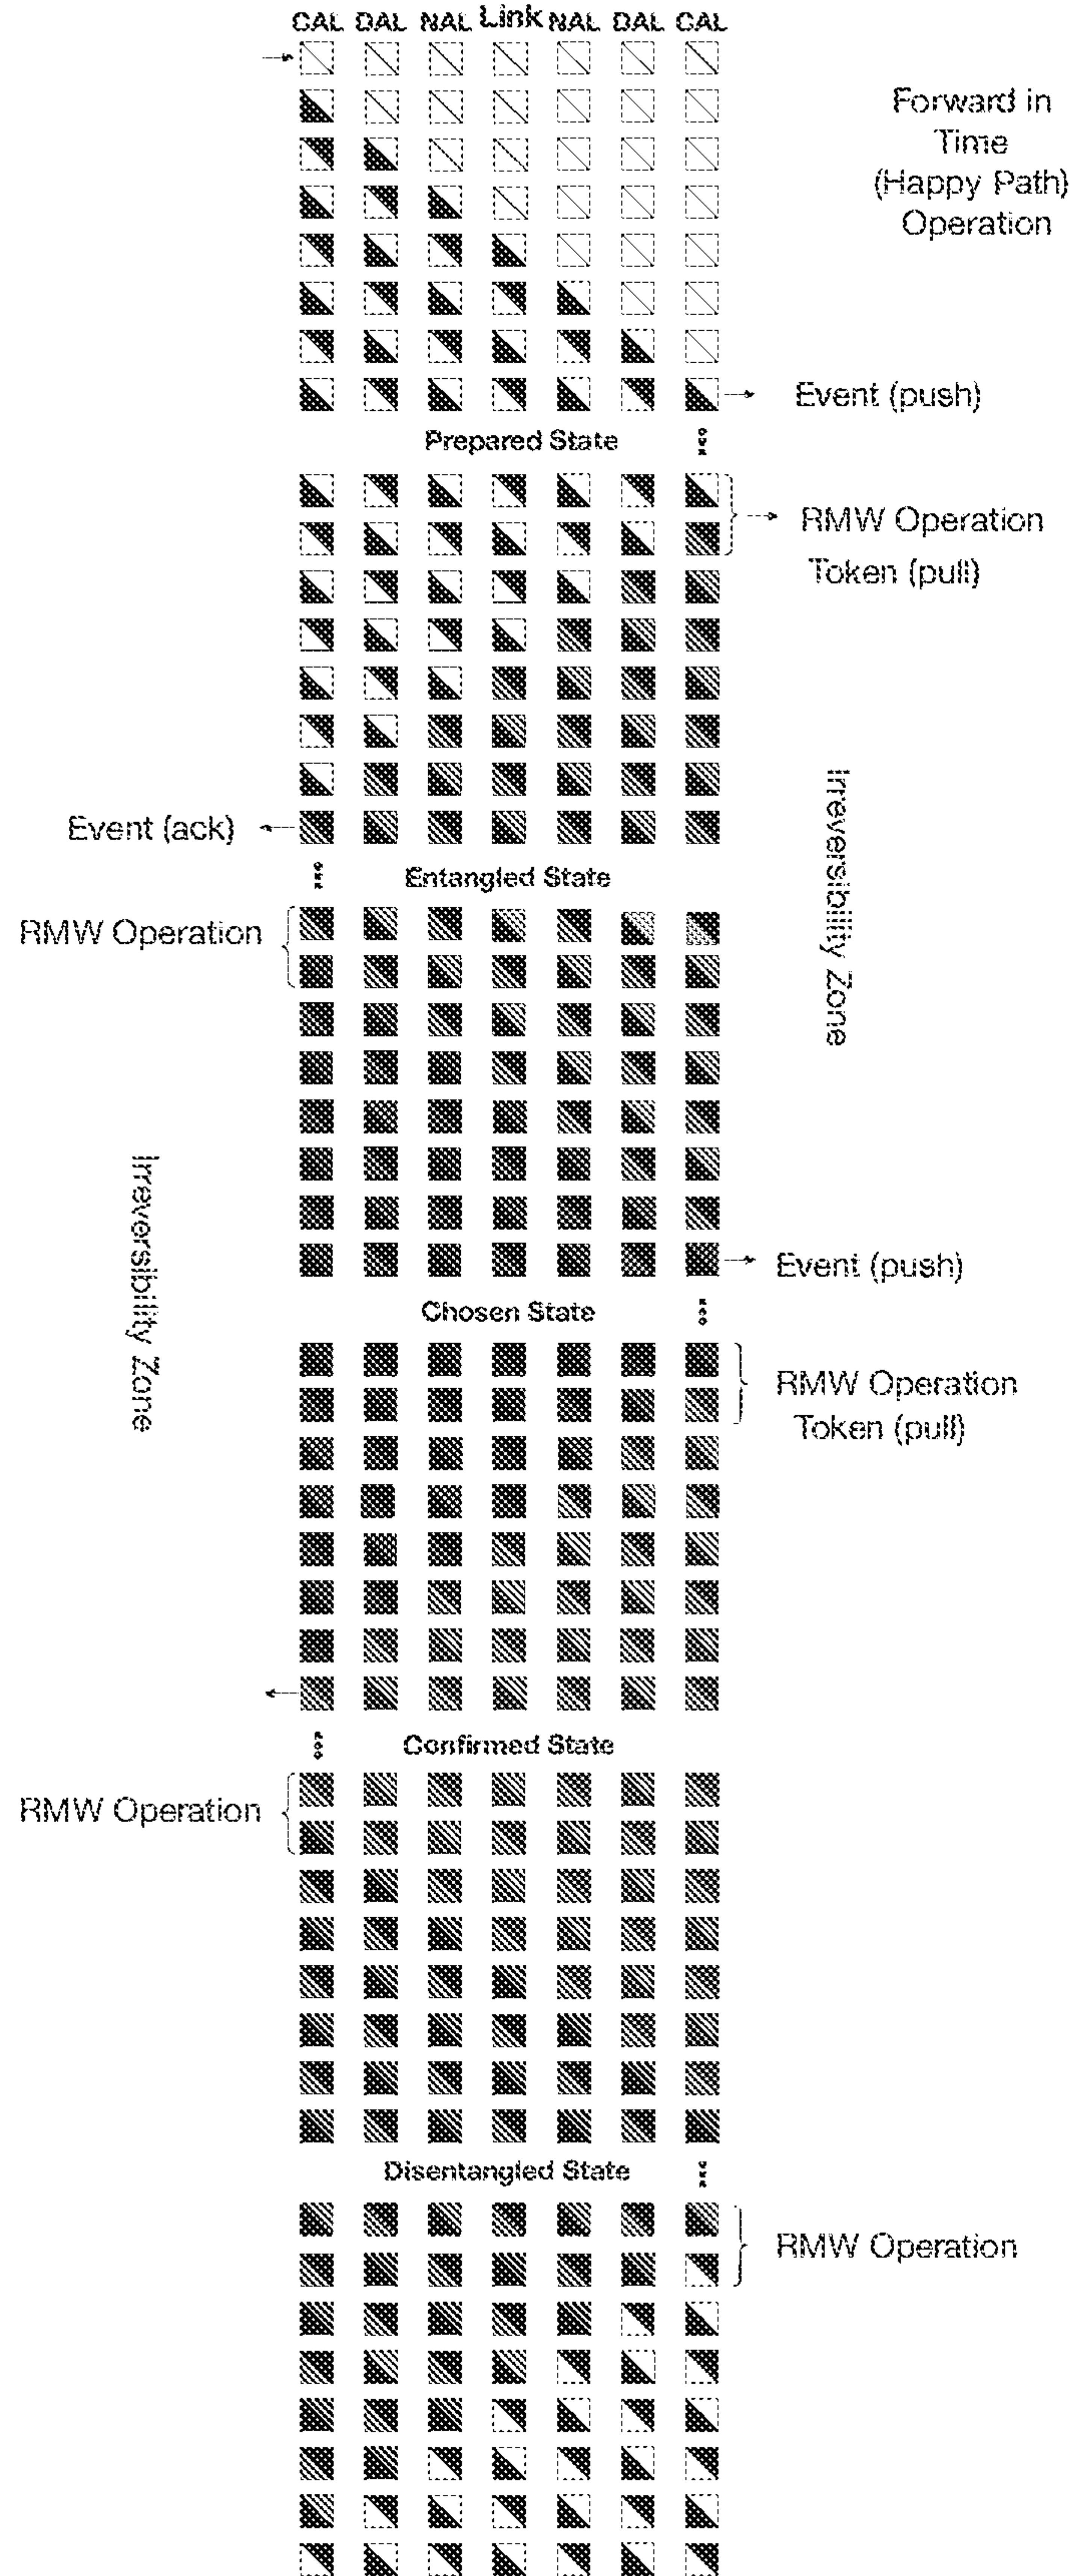 CAL DAL NAL Link NAL DAL CAL
Forward in
Time
(Happy Path)
Operation
Event (push)
Prepared State
RMW Operation
Token (pull)
Irreversibility Zone
Event (ack)
Entangled State
RMW Operation
Irreversibility Zone
Event (push)
Chosen State
RMW Operation
Token (pull)
Confirmed State
RMW Operation
Disentangled State
RMW Operation